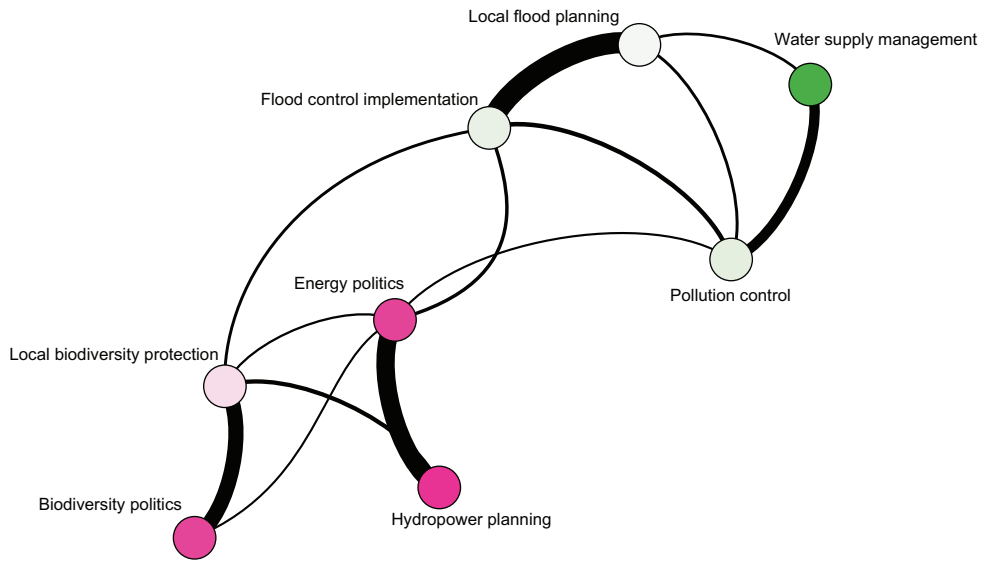 Local flood planning
Water supply management
Flood control implementation
Energy politics
Pollution control
Local biodiversity protection
Biodiversity politics
Hydropower planning